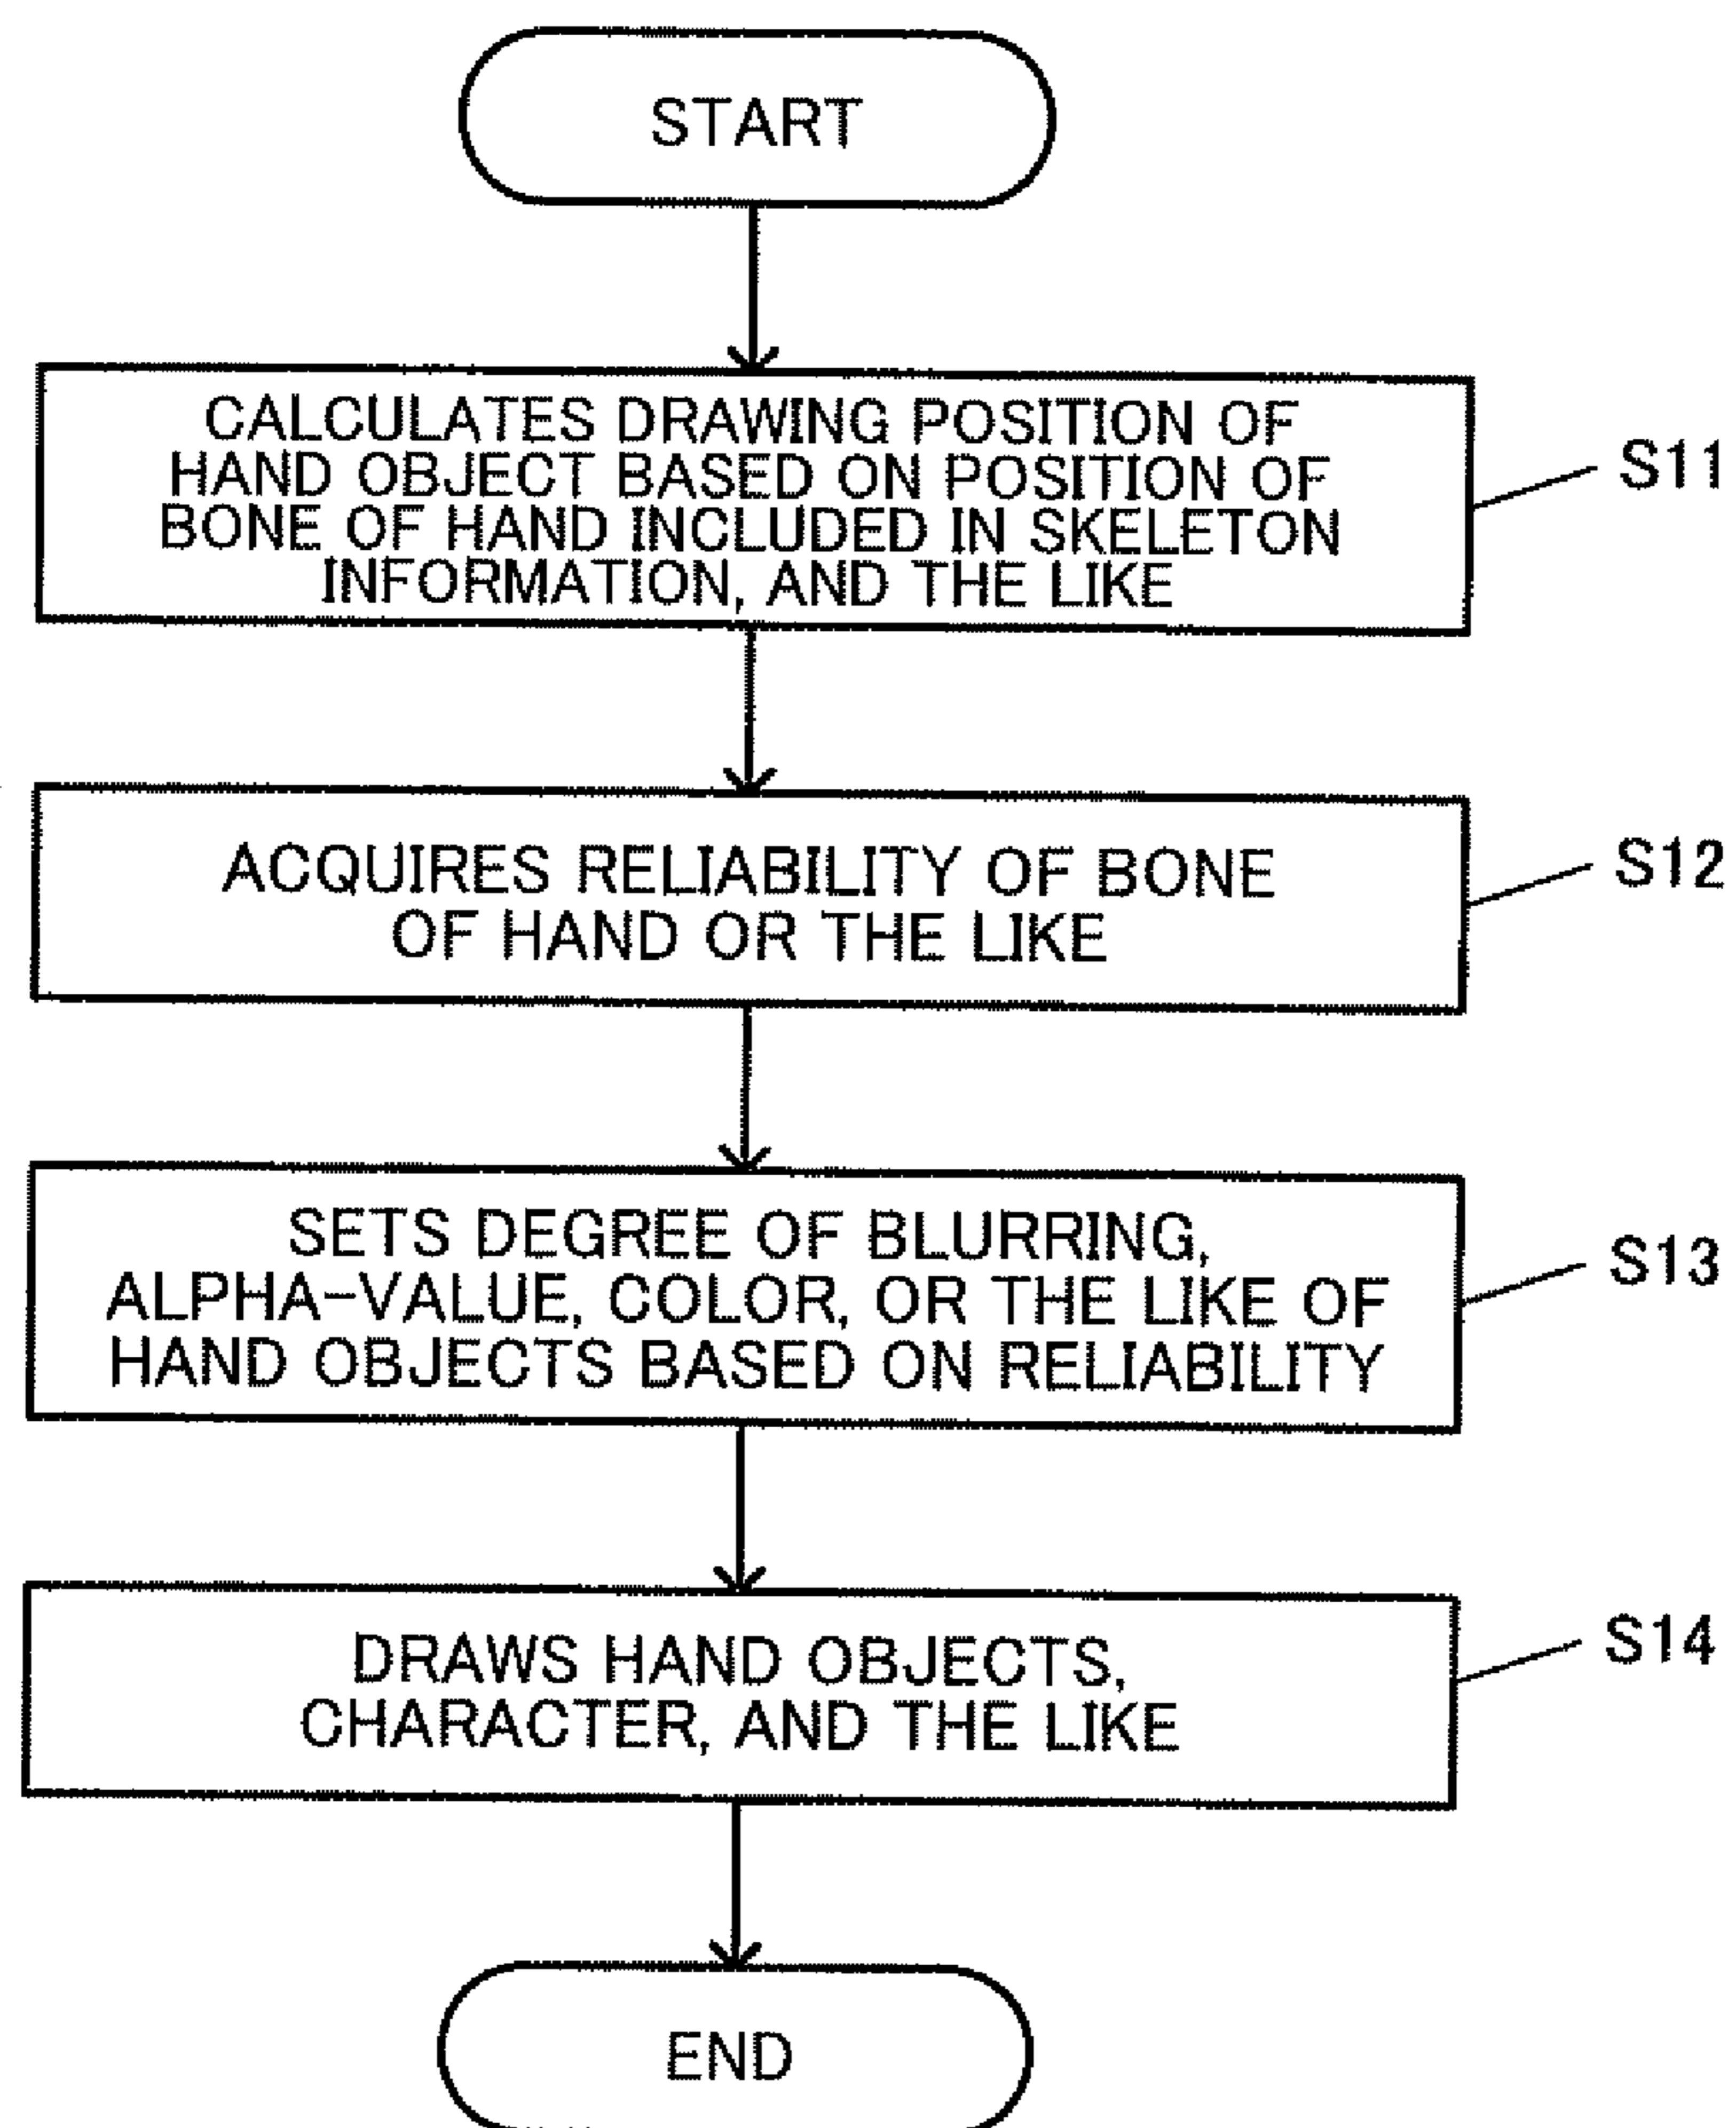 START
CALCULATES DRAWING POSITION OF
HAND OBJECT BASED ON POSITION OF
BONE OF HAND INCLUDED IN SKELETON
INFORMATION, AND THE LIKE
S11
ACQUIRES RELIABILITY OF BONE
OF HAND OR THE LIKE
S12
SETS DEGREE OF BLURRING,
ALPHA-VALUE, COLOR, OR THE LIKE OF
HAND OBJECTS BASED ON RELIABILITY
S13
DRAWS HAND OBJECTS,
CHARACTER, AND THE LIKE
S14
END